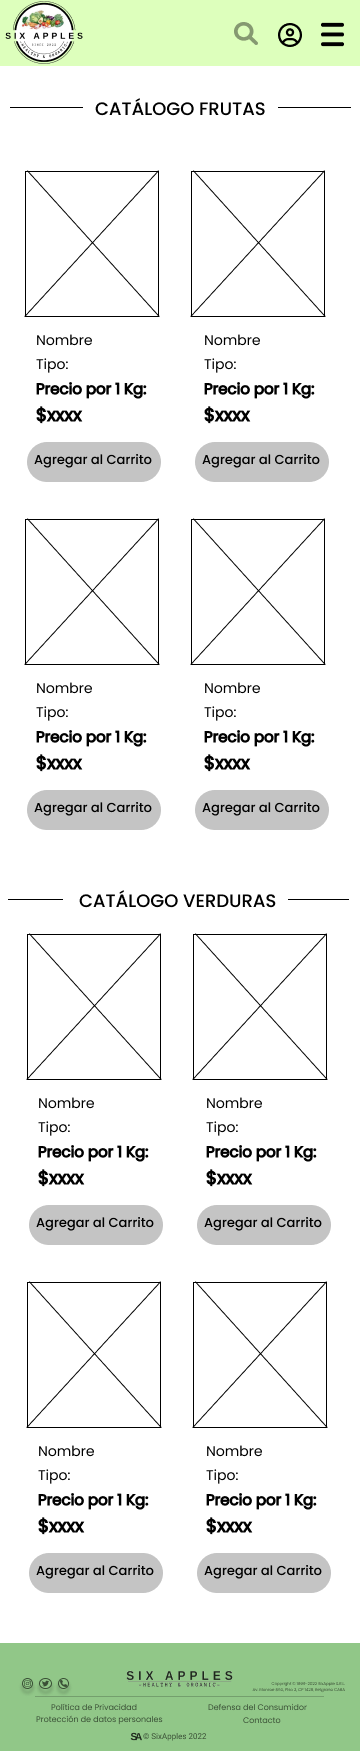 SIX APPLES
SINCE 2022
HEALTHY & ORGANIC
CATÁLOGO FRUTAS
Nombre
Tipo:
Precio por 1 Kg:
$xxxx
Agregar al Carrito
Nombre
Tipo:
Precio por 1 Kg:
$xxxx
Agregar al Carrito
Nombre
Tipo:
Precio por 1 Kg:
$xxxx
Agregar al Carrito
Nombre
Tipo:
Precio por 1 Kg:
$xxxx
Agregar al Carrito
CATÁLOGO VERDURAS
Nombre
Tipo:
Precio por 1 Kg:
$xxxx
Agregar al Carrito
Nombre
Tipo:
Precio por 1 Kg:
$xxxx
Agregar al Carrito
Nombre
Tipo:
Precio por 1 Kg:
$xxxx
Agregar al Carrito
Nombre
Tipo:
Precio por 1 Kg:
$xxxx
Agregar al Carrito
SIX APPLES
-HEALTHY & ORGANIC-
Copyright © 2022 SixApples
Política de Privacidad
Defensa del Consumidor
Protección de datos personales
Contacto
SA © SixApples 2022